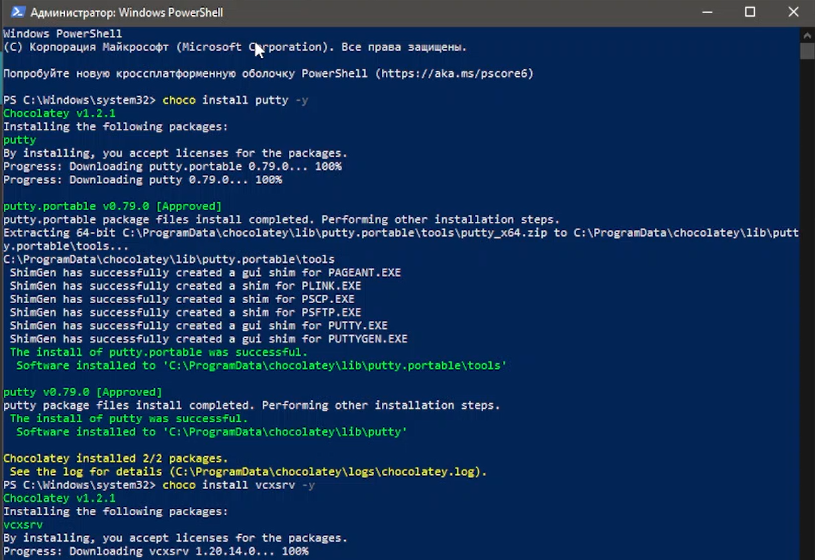 Администратор: Windows PowerShell
Windows PowerShell
(C) Корпорация Майкрософт (Microsoft Corporation). Все права защищены.
Попробуйте новую кроссплатформенную оболочку PowerShell (https://aka.ms/pscore6)
PS C:\Windows\system32> choco install putty -y
Chocolatey v1.2.1
Installing the following packages:
putty
By installing, you accept licenses for the packages.
Progress: Downloading putty.portable 0.79.0... 100%
Progress: Downloading putty 0.79.0... 100%
putty.portable v0.79.0 [Approved]
putty.portable package files install completed. Performing other installation steps.
Extracting 64-bit C:\ProgramData\chocolatey\lib\putty.portable\tools\putty_x64.zip to C:\ProgramData\chocolatey\lib\putt
y.portable\tools...
C:\ProgramData\chocolatey\lib\putty.portable\tools
ShimGen has successfully created a gui shim for PAGEANT.EXE
ShimGen has successfully created a shim for PLINK.EXE
ShimGen has successfully created a shim for PSCP.EXE
ShimGen has successfully created a shim for PSFTP.EXE
ShimGen has successfully created a gui shim for PUTTY.EXE
ShimGen has successfully created a gui shim for PUTTYGEN.EXE
The install of putty.portable was successful.
Software installed to 'C:\ProgramData\chocolatey\lib\putty.portable\tools'
putty v0.79.0 [Approved]
putty package files install completed. Performing other installation steps.
The install of putty was successful.
Software installed to 'C:\ProgramData\chocolatey\lib\putty'
Chocolatey installed 2/2 packages.
See the log for details (C:\ProgramData\chocolatey\logs\chocolatey.log).
PS C:\Windows\system32> choco install vcxsrv -y
Chocolatey v1.2.1
Installing the following packages:
vcxsrv
By installing, you accept licenses for the packages.
Progress: Downloading vcxsrv 1.20.14.0... 100%